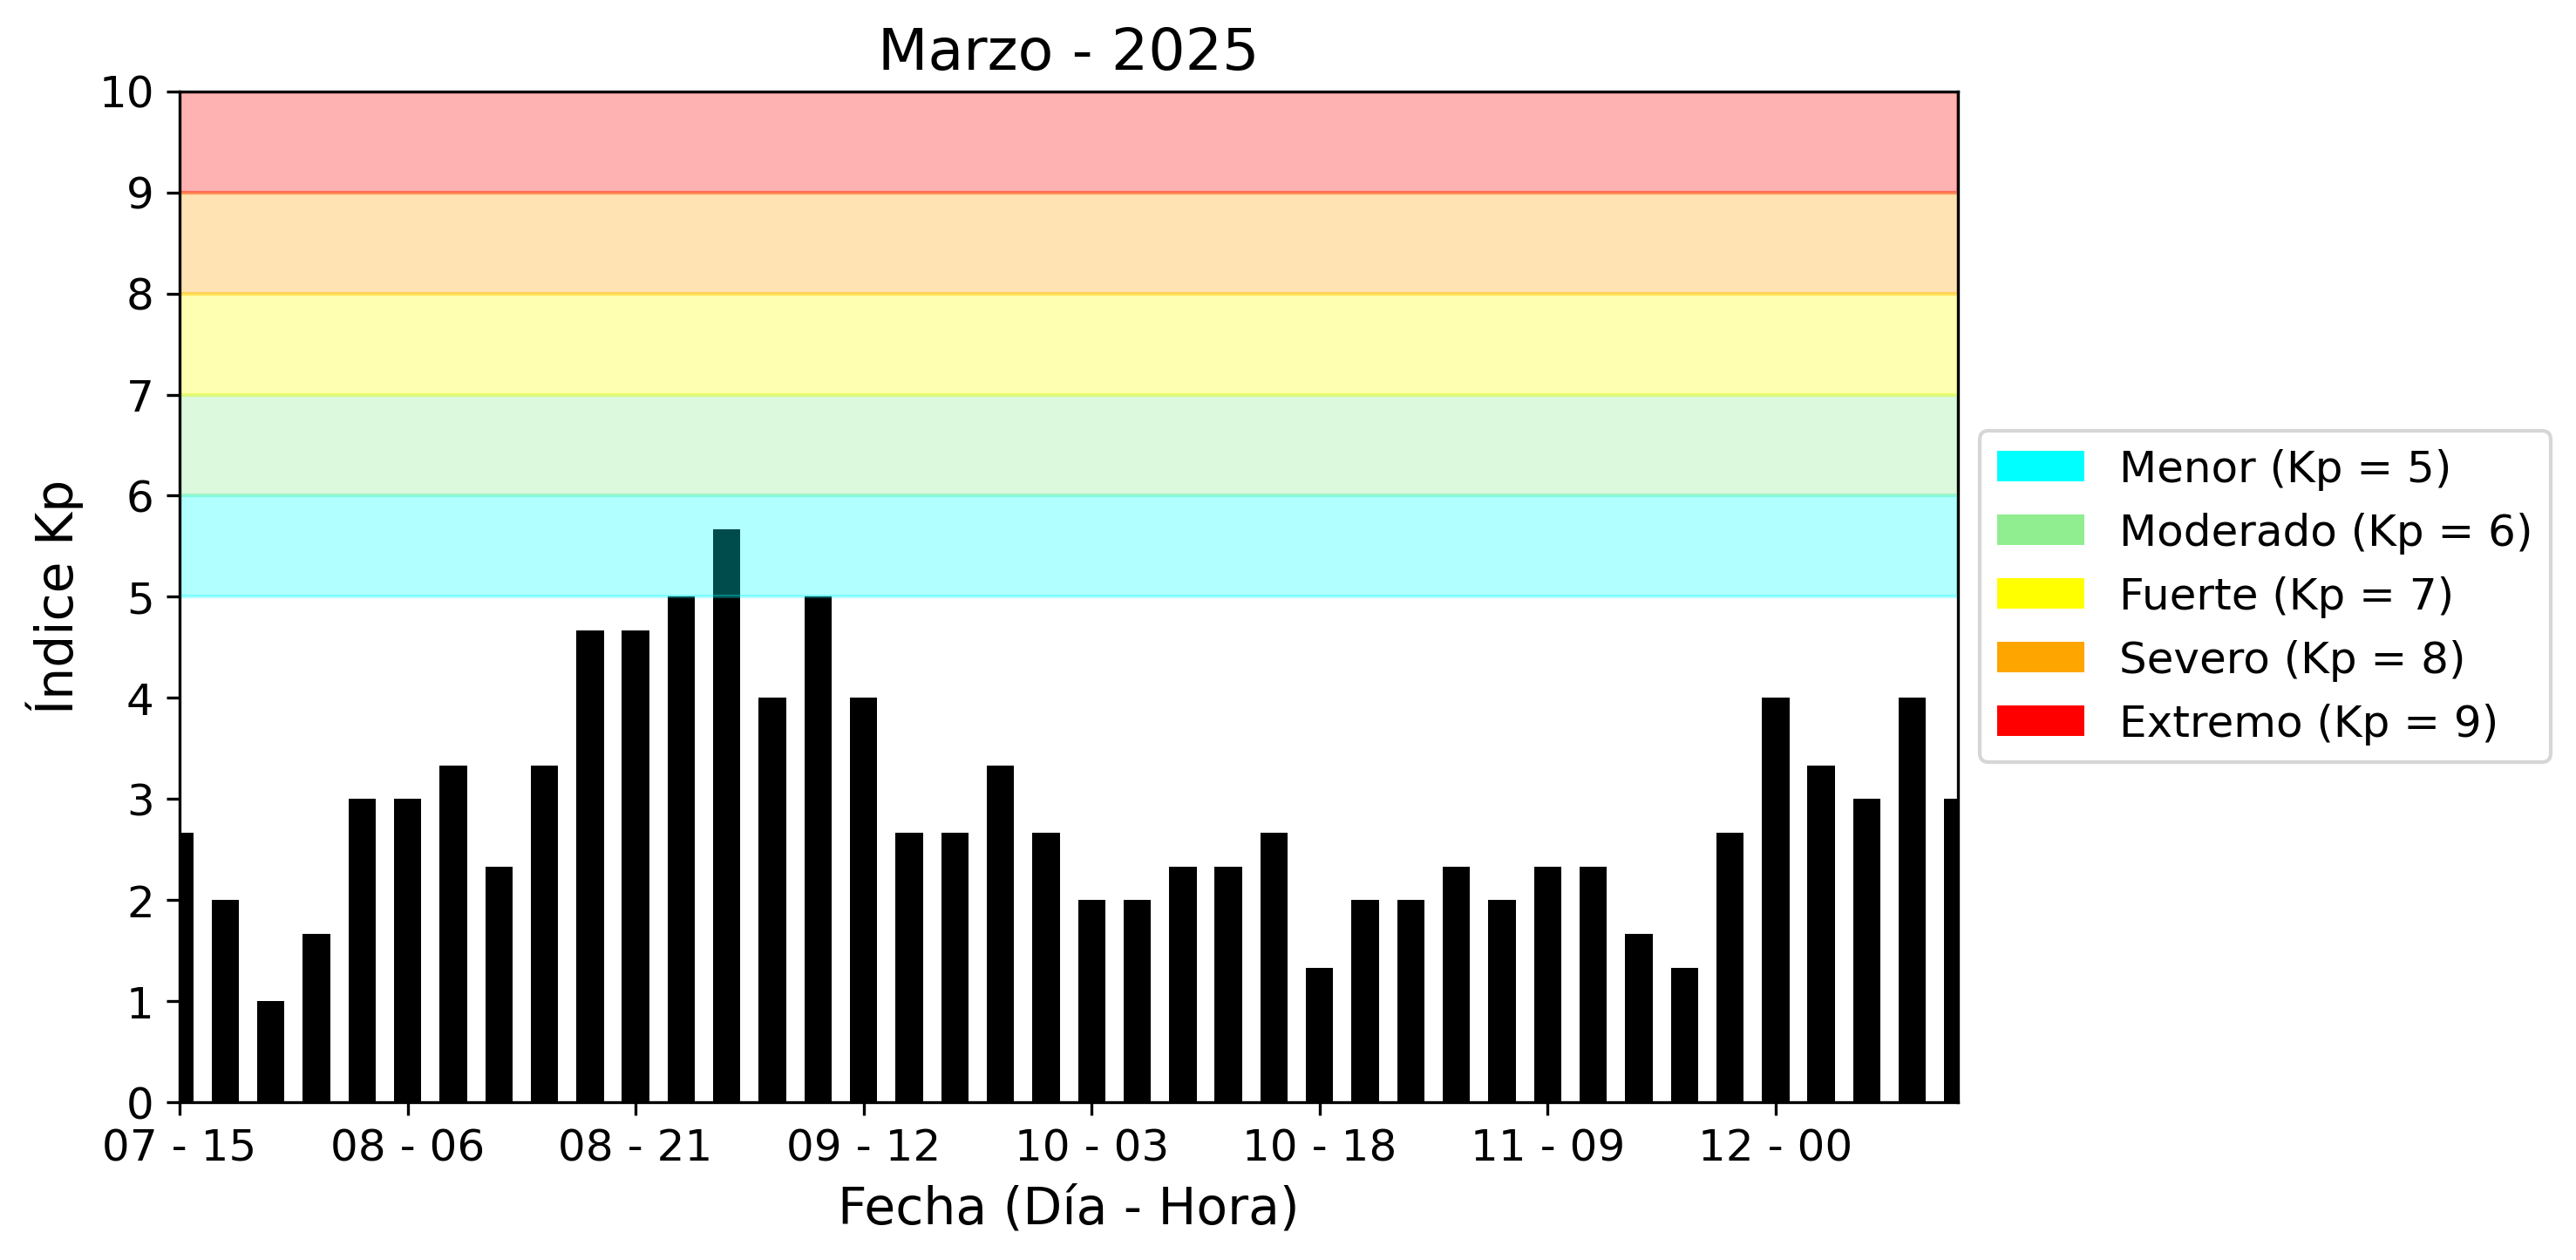 Marzo - 2025
10
9
8
7
6
5
4
3
2
1
0
Índice Kp
07 - 15
08 - 06
08 - 21
09 - 12
10 - 03
10 - 18
11 - 09
12 - 00
Fecha (Día - Hora)
Menor (Kp = 5)
Moderado (Kp = 6)
Fuerte (Kp = 7)
Severo (Kp = 8)
Extremo (Kp = 9)